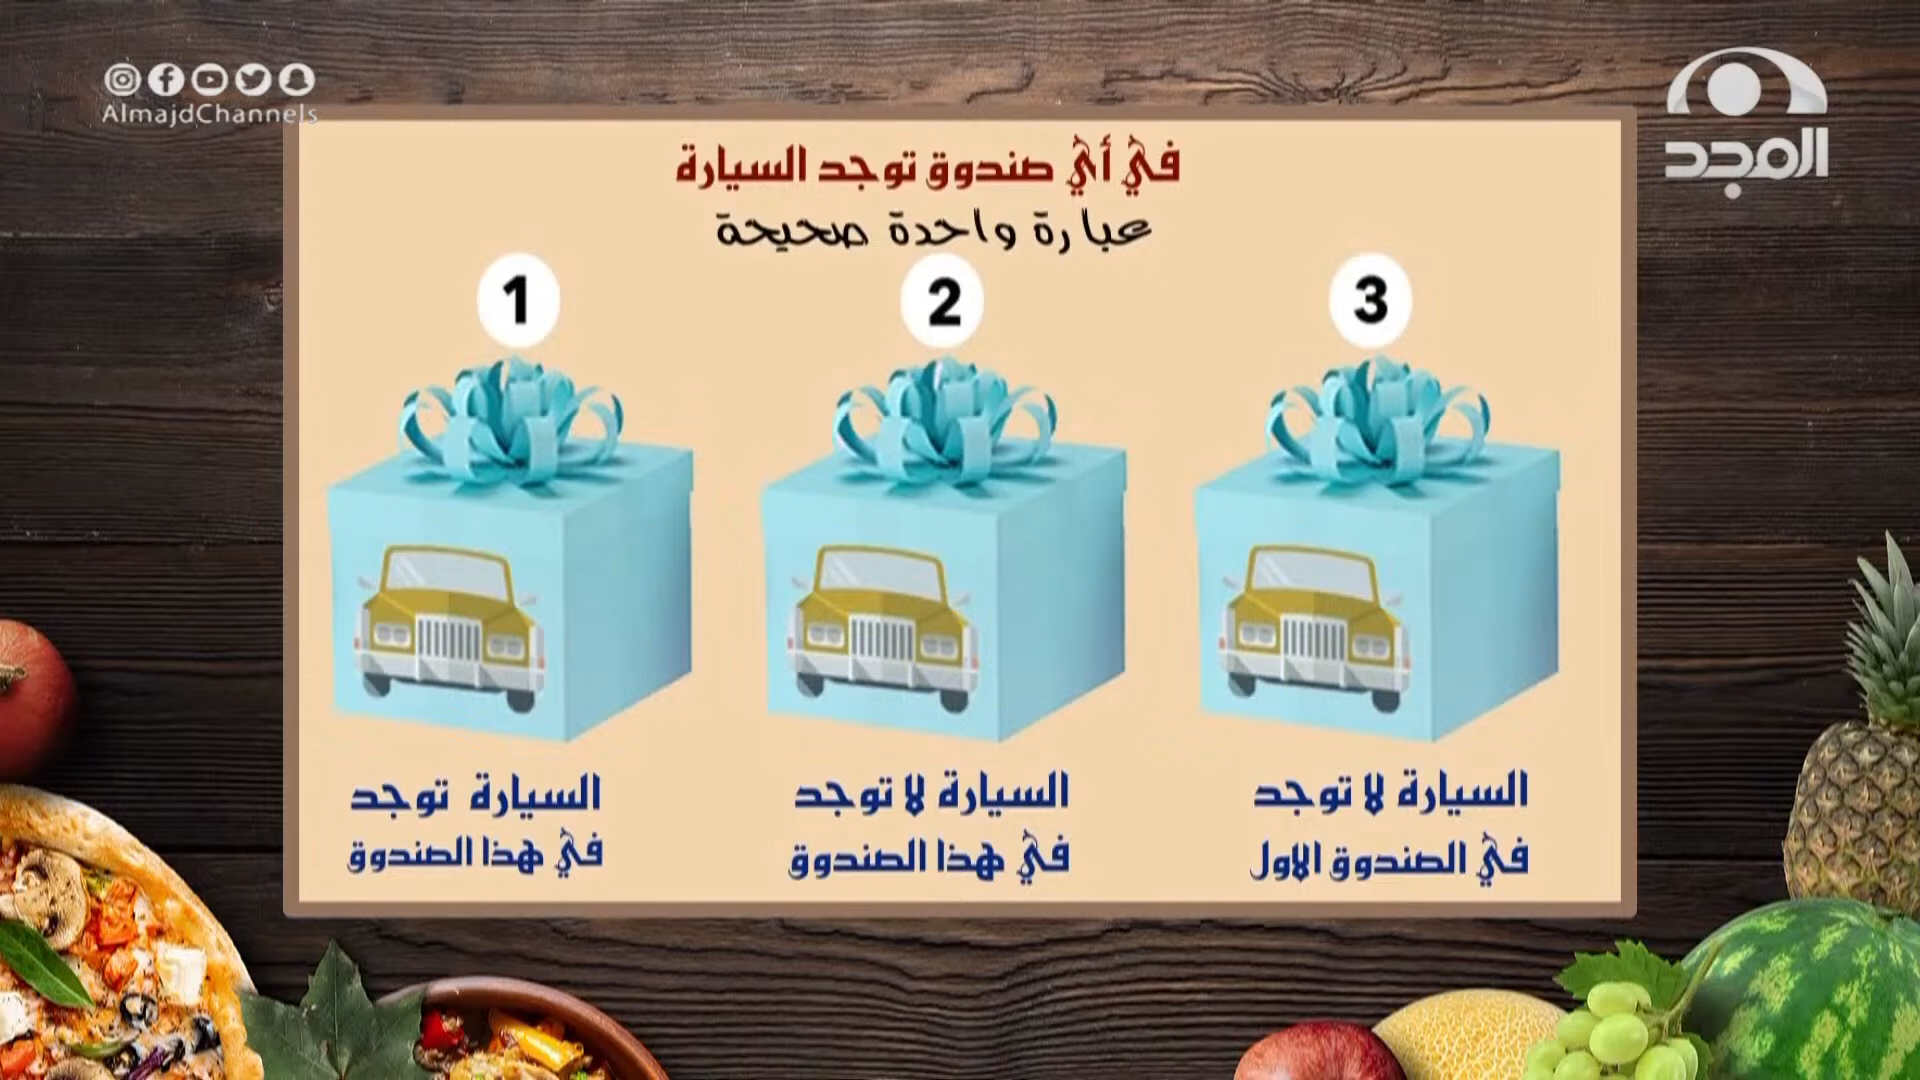 AlmajdChannels
المجد
في أي صندوق توجد السيارة
عبارة واحدة صحيحة
1
2
3
السيارة توجد
في هذا الصندوق
السيارة لا توجد
في هذا الصندوق
السيارة لا توجد
في الصندوق الاول